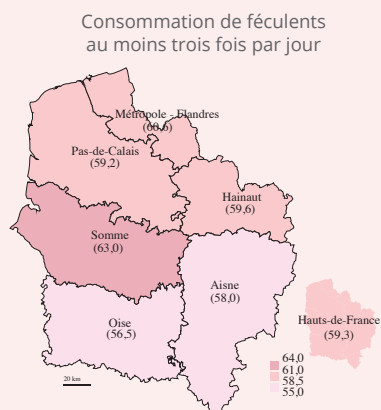 Consommation de féculents
au moins trois fois par jour
Métropole - Flandres
(60,6)
Pas-de-Calais
(59,2)
Hainaut
(59,6)
Somme
(63,0)
Aisne
(58,0)
Oise
(56,5)
Hauts-de-France
(59,3)
64,0
61,0
58,5
55,0
20 km